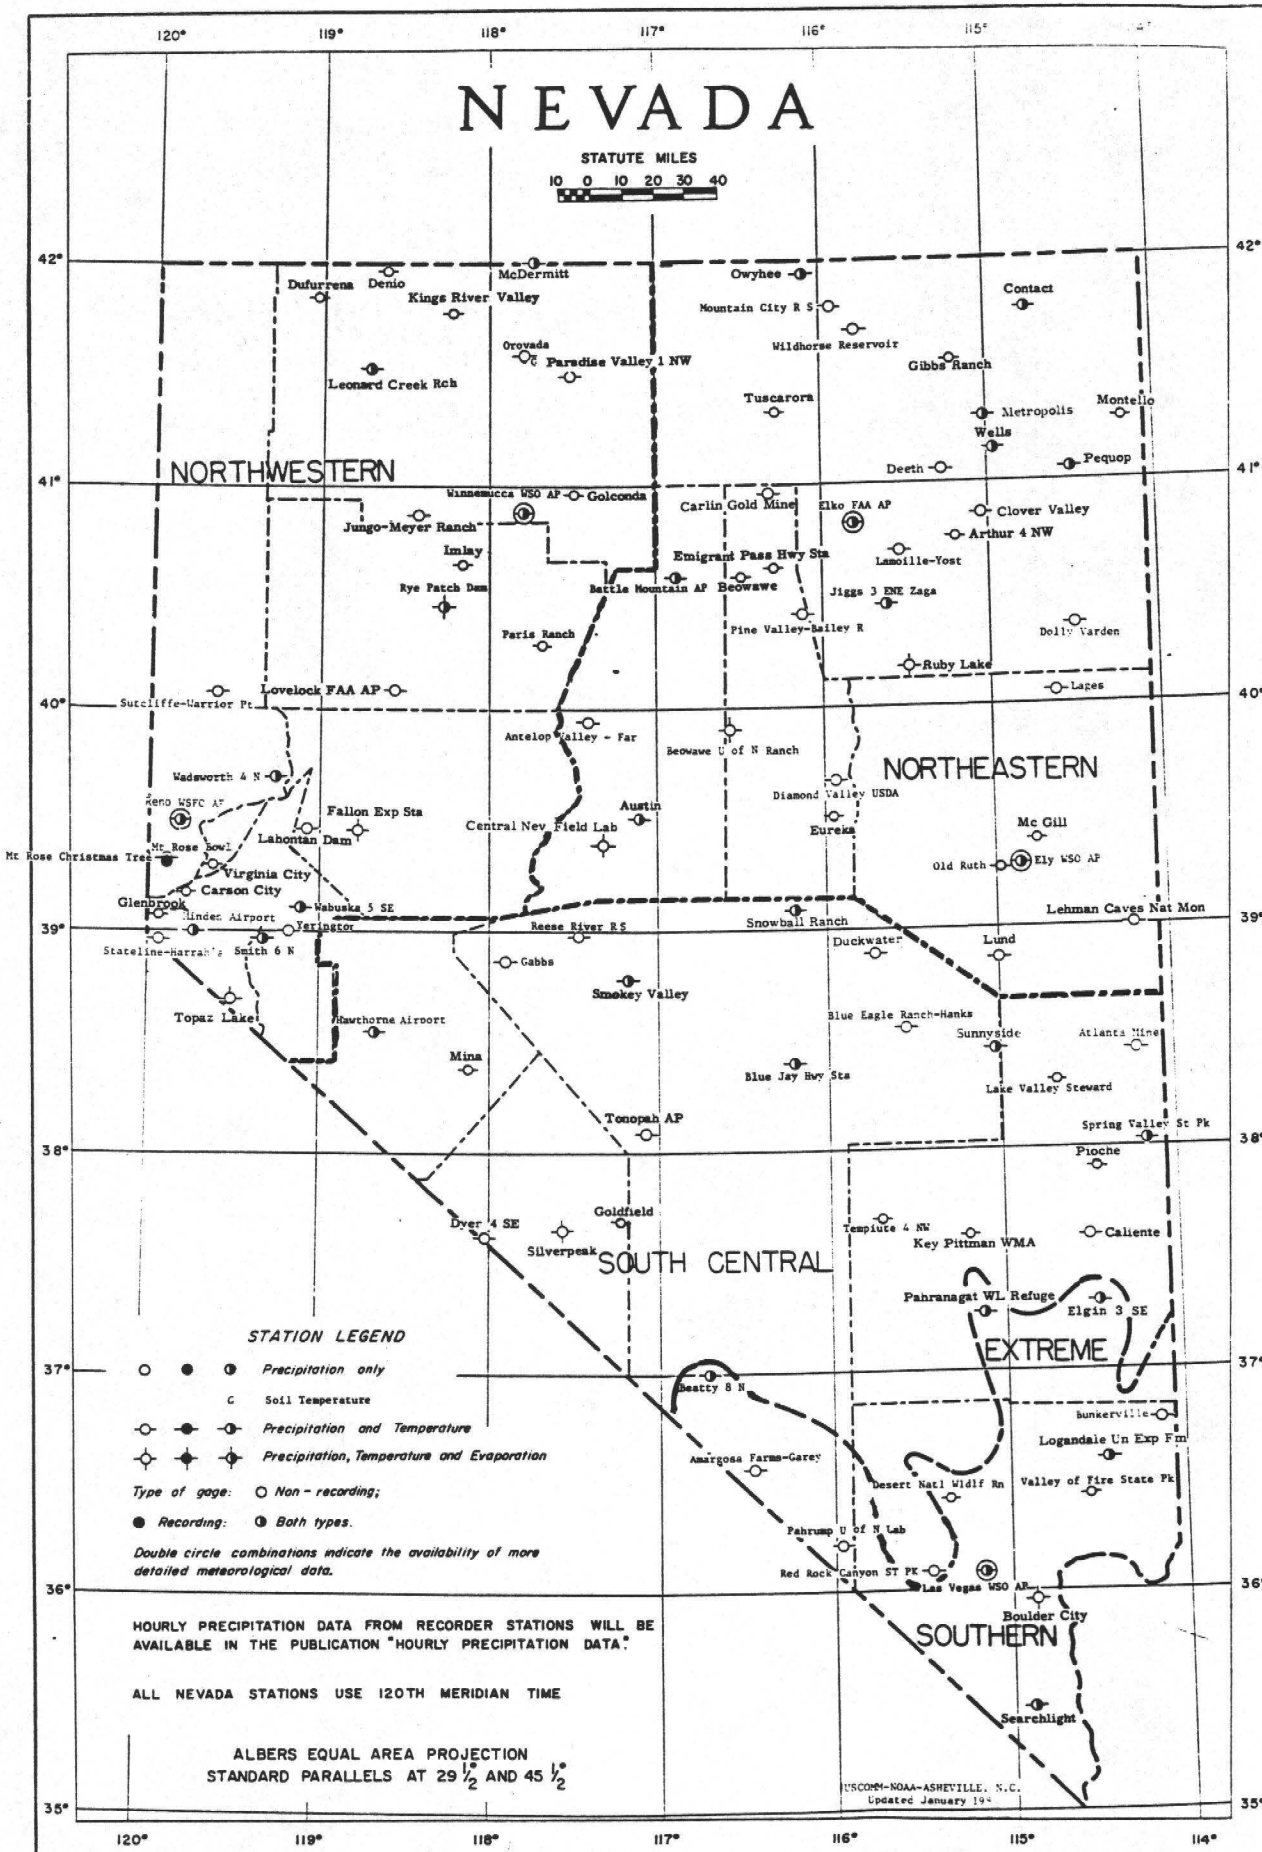 120° 119° 118° 117° 116° 115°
NEVADA
STATUTE MILES
10 0 10 20 30 40
42° 42°
McDermitt
Owyhee
Dufurrena Denio
Contact
Kings River Valley
Mountain City R S
Wildhorse Reservoir
Orovada
G Paradise Valley 1 NW
Gibbs Ranch
Leonard Creek Rch
Tuscarora
Montello
Metropolis
Wells
Pequop
NORTHWESTERN
Deeth
41° 41°
Winnemucca WSO AP
Golconda
Carlin Gold Mine
Elko FAA AP
Clover Valley
Jungo-Meyer Ranch
Arthur 4 NW
Imlay
Emigrant Pass Hwy Sta
Lamoille-Yost
Rye Patch Dam
Battle Mountain AP
Beowawe
Jiggs 3 ENE Zaga
Paris Ranch
Pine Valley-Bailey R
Dolly Varden
Ruby Lake
Lovelock FAA AP
Lages
Sutcliffe-Warrior Pt
40° 40°
Antelop Valley - Far
Beowawe U of N Ranch
NORTHEASTERN
Wadsworth 4 N
Diamond Valley USDA
Reno WSFC AP
Fallon Exp Sta
Austin
Central Nev Field Lab
Eureka
Mc Gill
Lahontan Dam
Mt Rose Bowl
Mt Rose Christmas Tree
Old Ruth
Ely WSO AP
Virginia City
Carson City
Glenbrook
Wabuska 5 SE
Minden Airport
Snowball Ranch
Lehman Caves Nat Mon
39° 39°
Yerington
Reese River R S
Stateline-Harrah's
Smith 6 N
Duckwater
Lund
Gabbs
Smokey Valley
Topaz Lake
Hawthorne Airport
Blue Eagle Ranch-Hanks
Sunnyside
Atlanta Mine
Mina
Blue Jay Hwy Sta
Lake Valley Steward
Tonopah AP
Spring Valley St Pk
38° 38°
Pioche
Dyer 4 SE
Goldfield
Tempiute 4 NW
Key Pittman WMA
Caliente
Silverpeak
SOUTH CENTRAL
Pahranagat WL Refuge
Elgin 3 SE
EXTREME
37° 37°
Beatty 8 N
Bunkerville
Logandale Un Exp Fm
Amargosa Farms-Garey
Desert Natl Wldlf Rn
Valley of Fire State Pk
Pahrump U of N Lab
Red Rock Canyon ST PK
Las Vegas WSO AP
36° 36°
Boulder City
SOUTHERN
Searchlight
STATION LEGEND
Precipitation only
G Soil Temperature
Precipitation and Temperature
Precipitation, Temperature and Evaporation
Type of gage: Non - recording;
Recording: Both types.
Double circle combinations indicate the availability of more
detailed meteorological data.
HOURLY PRECIPITATION DATA FROM RECORDER STATIONS WILL BE
AVAILABLE IN THE PUBLICATION "HOURLY PRECIPITATION DATA".
ALL NEVADA STATIONS USE 120TH MERIDIAN TIME
ALBERS EQUAL AREA PROJECTION
STANDARD PARALLELS AT 29 1/2° AND 45 1/2°
USCOMM-NOAA-ASHEVILLE, N.C.
Updated January
35° 35°
120° 119° 118° 117° 116° 115° 114°